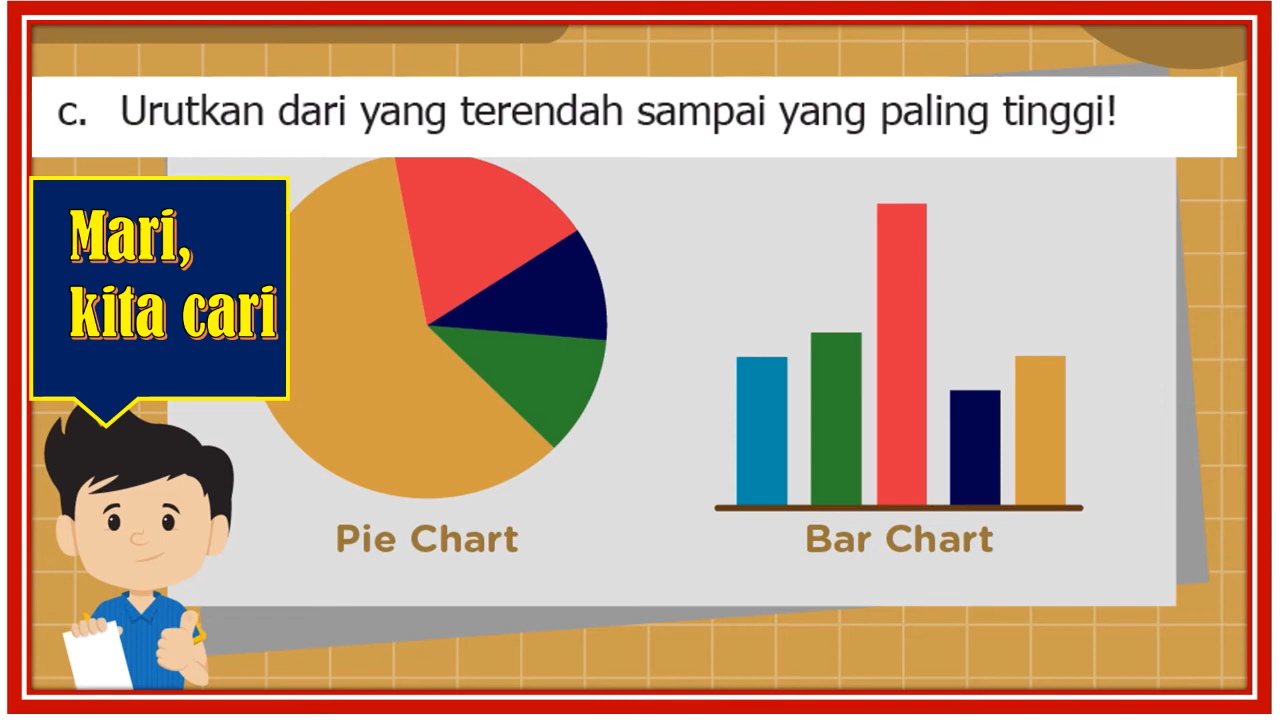 c. Urutkan dari yang terendah sampai yang paling tinggi!
Mari,
kita cari
Pie Chart
Bar Chart